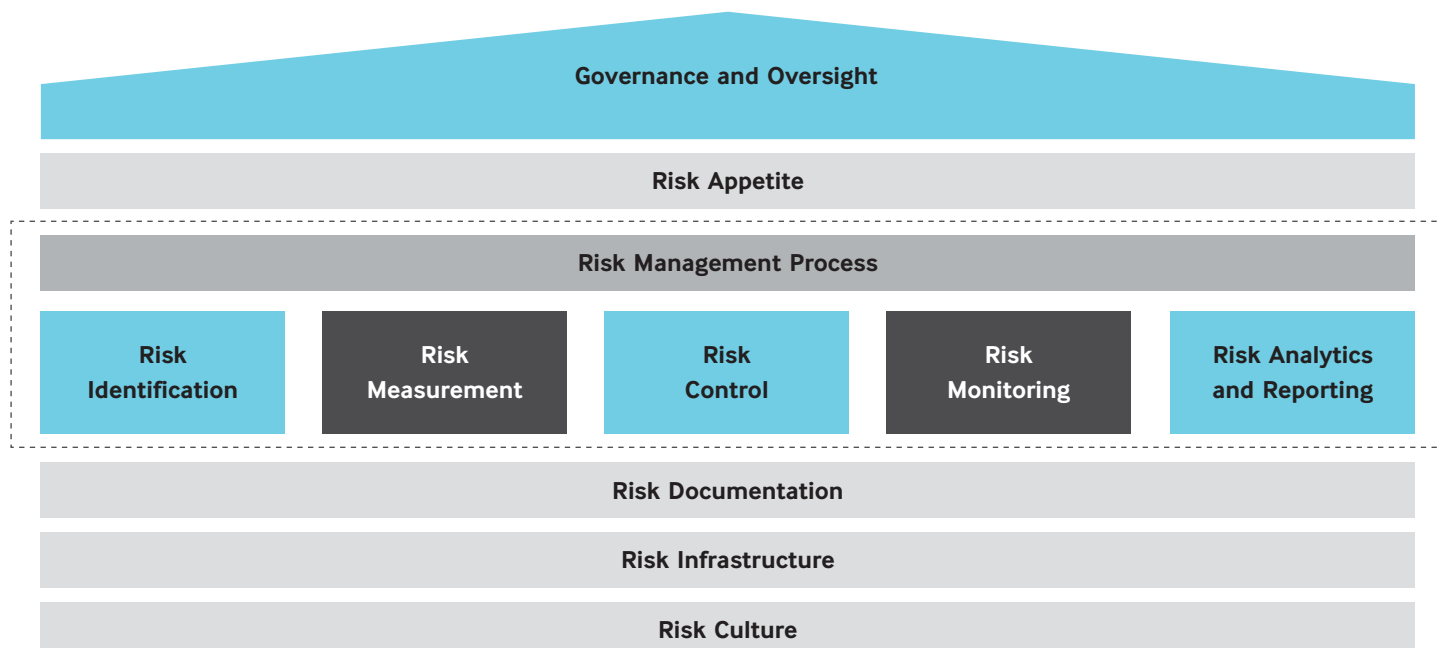 Governance and Oversight
Risk Appetite
Risk Management Process
Risk
Identification
Risk
Measurement
Risk
Control
Risk
Monitoring
Risk Analytics
and Reporting
Risk Documentation
Risk Infrastructure
Risk Culture